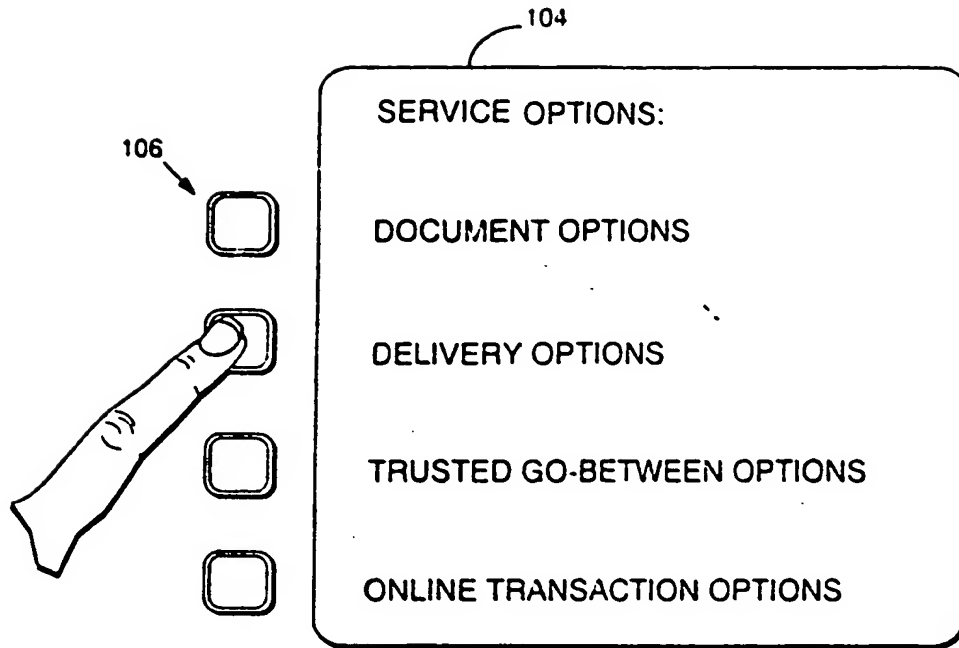 104
SERVICE OPTIONS:
106
DOCUMENT OPTIONS
DELIVERY OPTIONS
TRUSTED GO-BETWEEN OPTIONS
ONLINE TRANSACTION OPTIONS